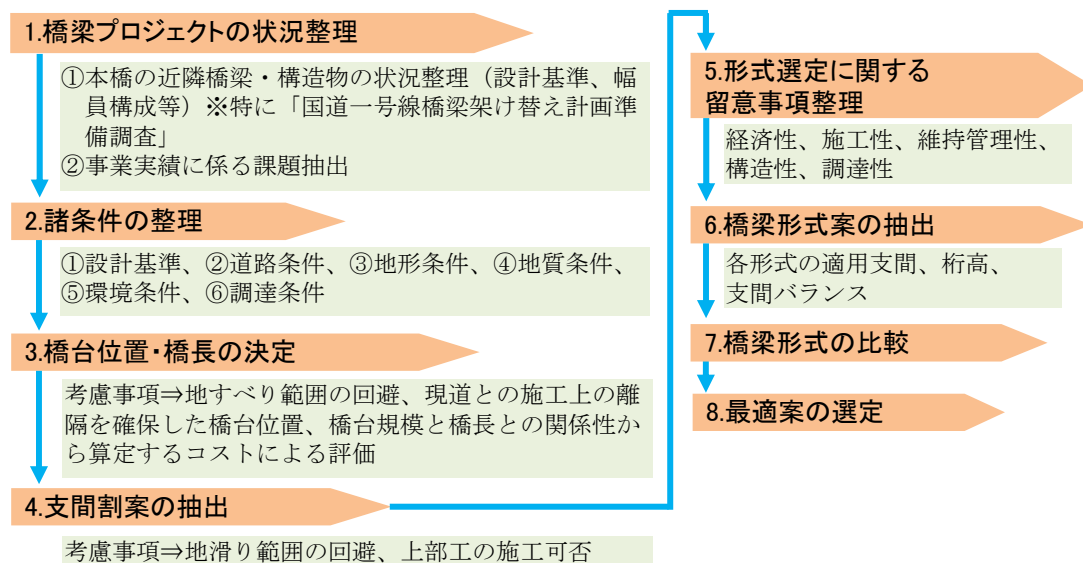 1.橋梁プロジェクトの状況整理
①本橋の近隣橋梁・構造物の状況整理（設計基準、幅
員構成等）※特に「国道一号線橋梁架け替え計画準
備調査」
②事業実績に係る課題抽出
2.諸条件の整理
①設計基準、②道路条件、③地形条件、④地質条件、
⑤環境条件、⑥調達条件
3.橋台位置・橋長の決定
考慮事項⇒地すべり範囲の回避、現道との施工上の離
隔を確保した橋台位置、橋台規模と橋長との関係性か
ら算定するコストによる評価
4.支間割案の抽出
考慮事項⇒地滑り範囲の回避、上部工の施工可否
5.形式選定に関する
留意事項整理
経済性、施工性、維持管理性、
構造性、調達性
6.橋梁形式案の抽出
各形式の適用支間、桁高、
支間バランス
7.橋梁形式の比較
8.最適案の選定